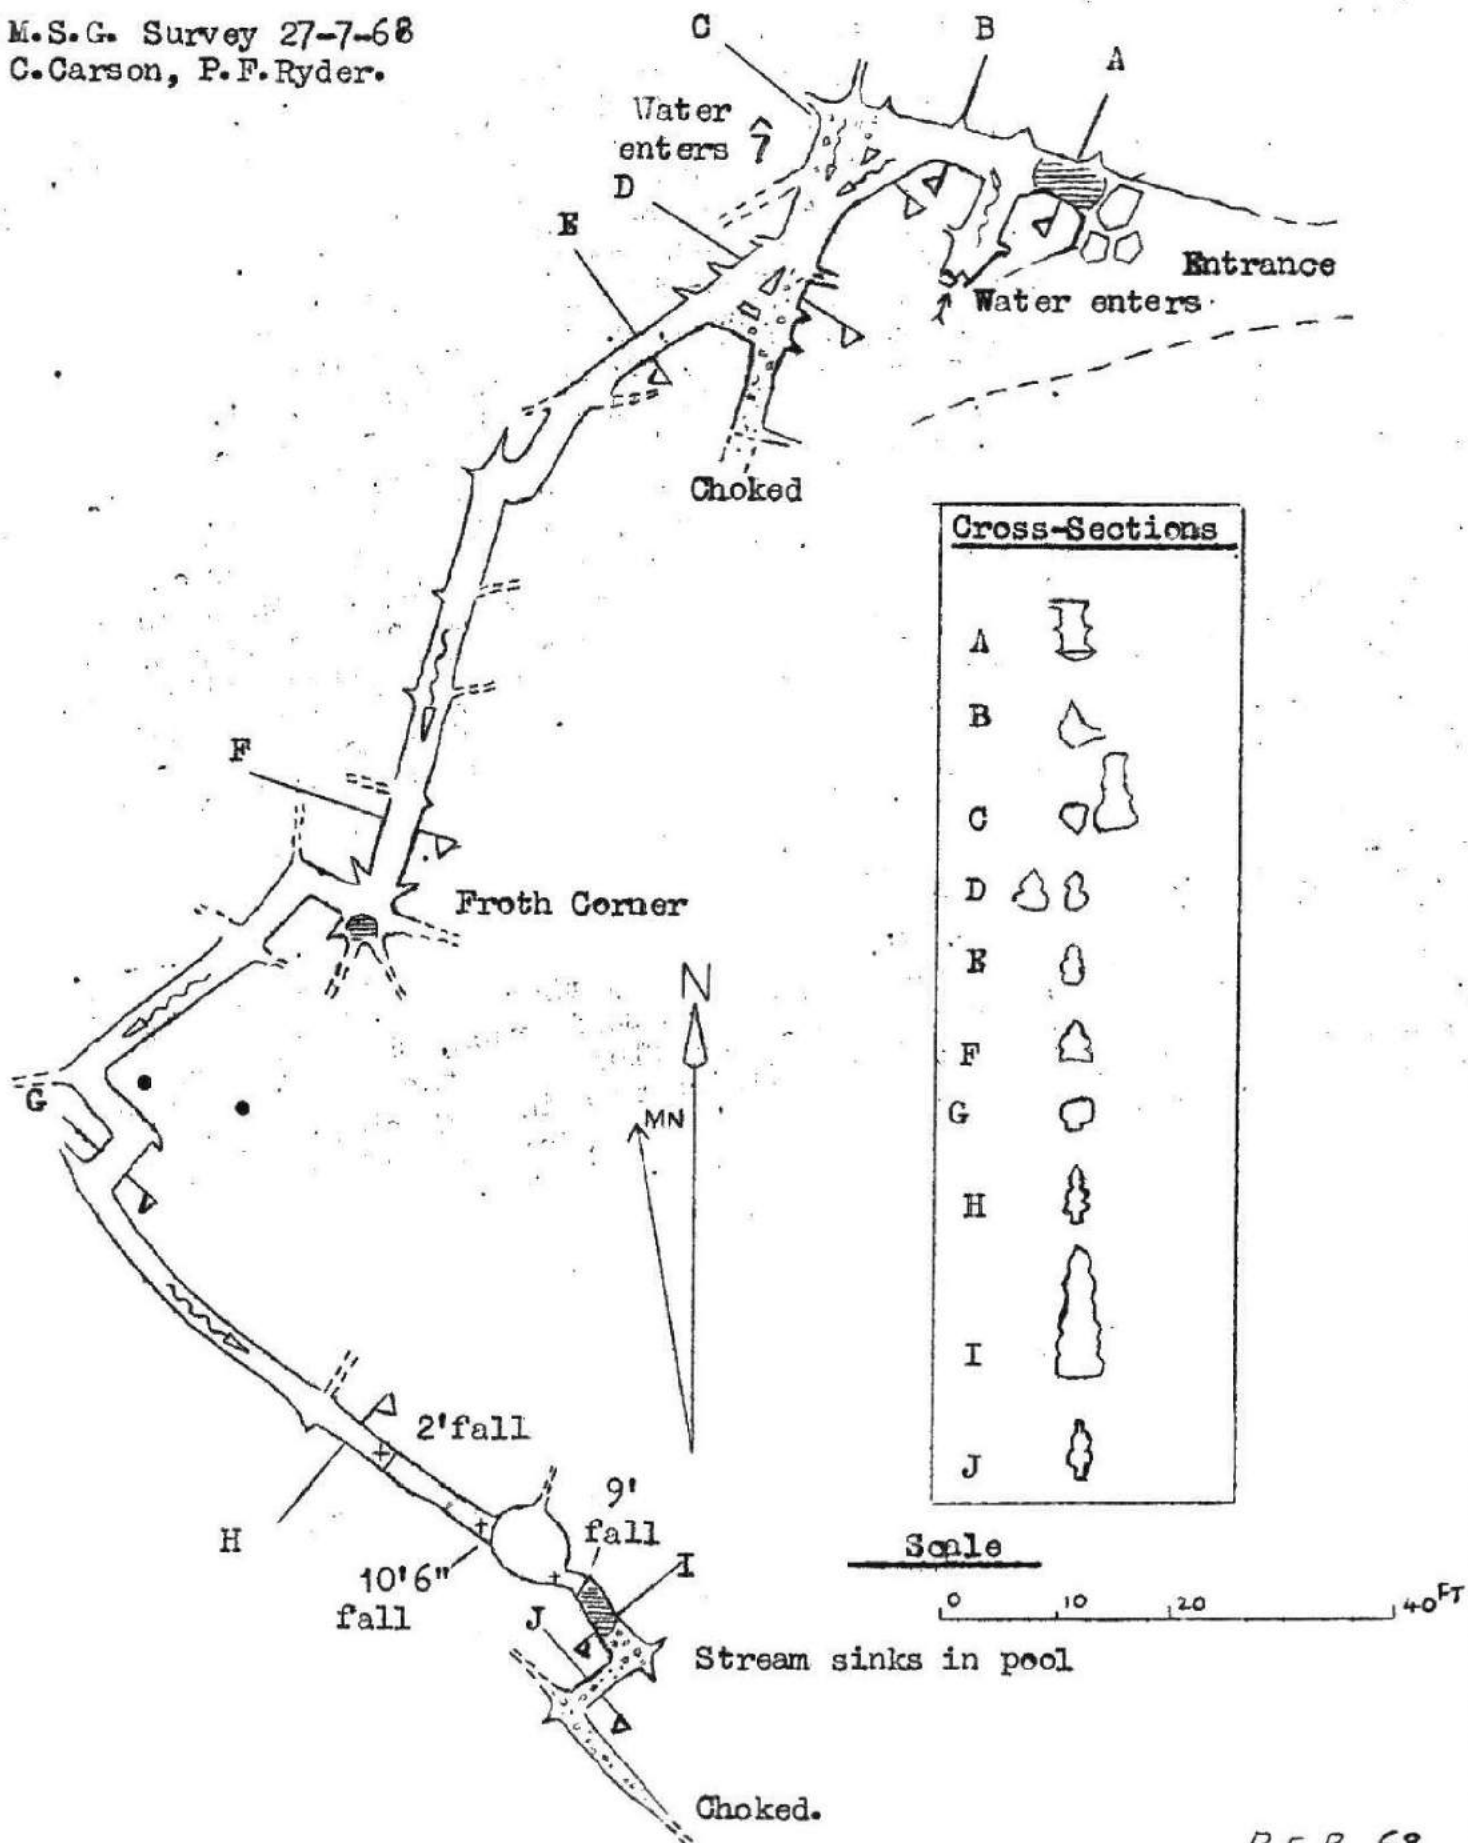 M.S.G. Survey 27-7-68
C.Carson, P.F.Ryder.
C
B
A
Water
enters ?
D
E
Entrance
Water enters
Choked
Cross-Sections
A
B
C
D
E
F
G
H
I
J
F
Froth Corner
N
MN
G
2'fall
9'
fall
H
10'6"
fall
I
J
Scale
0 10 20 40FT
Stream sinks in pool
Choked.